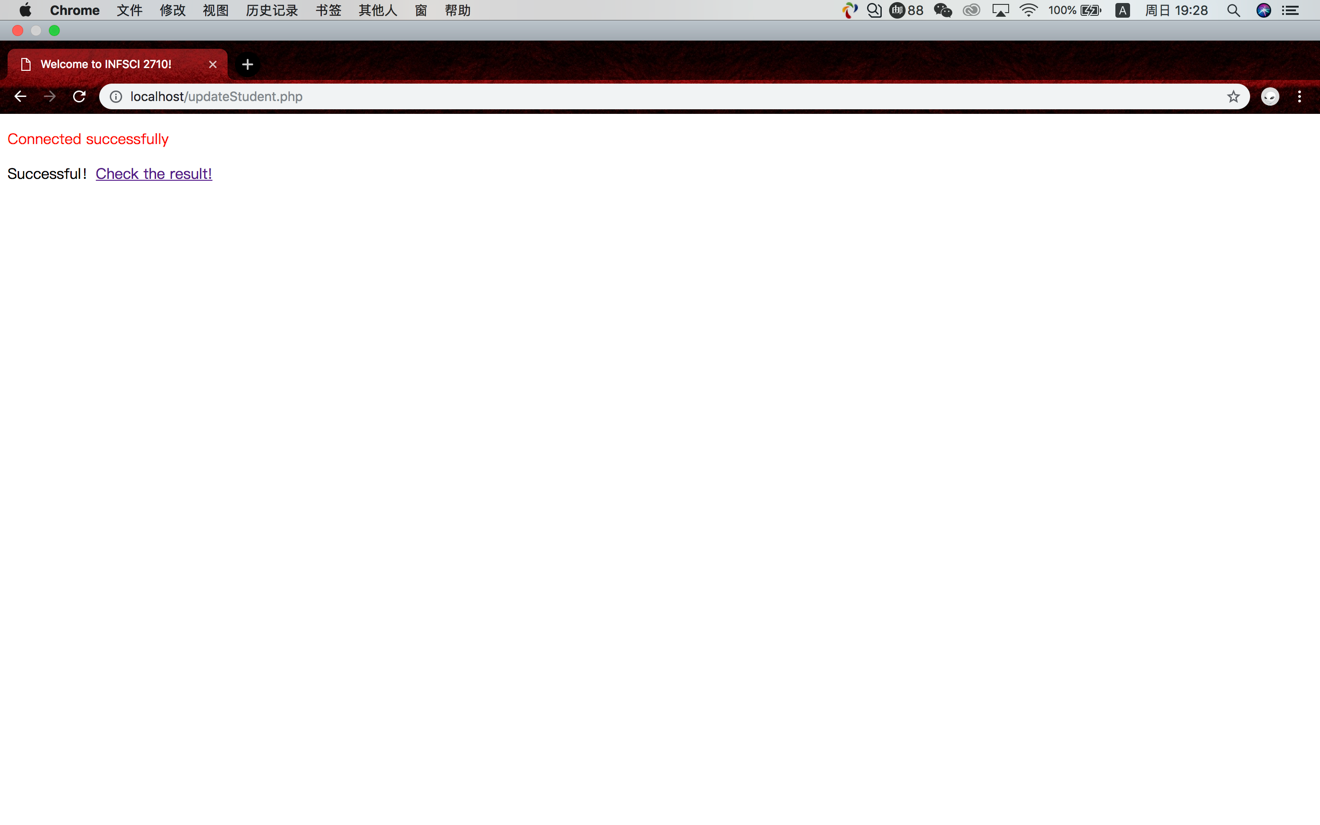 Chrome 文件 修改 视图 历史记录 书签 其他人 窗 帮助 88 100% A 周日 19:28
Welcome to INFSCI 2710!
localhost/updateStudent.php
Connected successfully
Successful! Check the result!